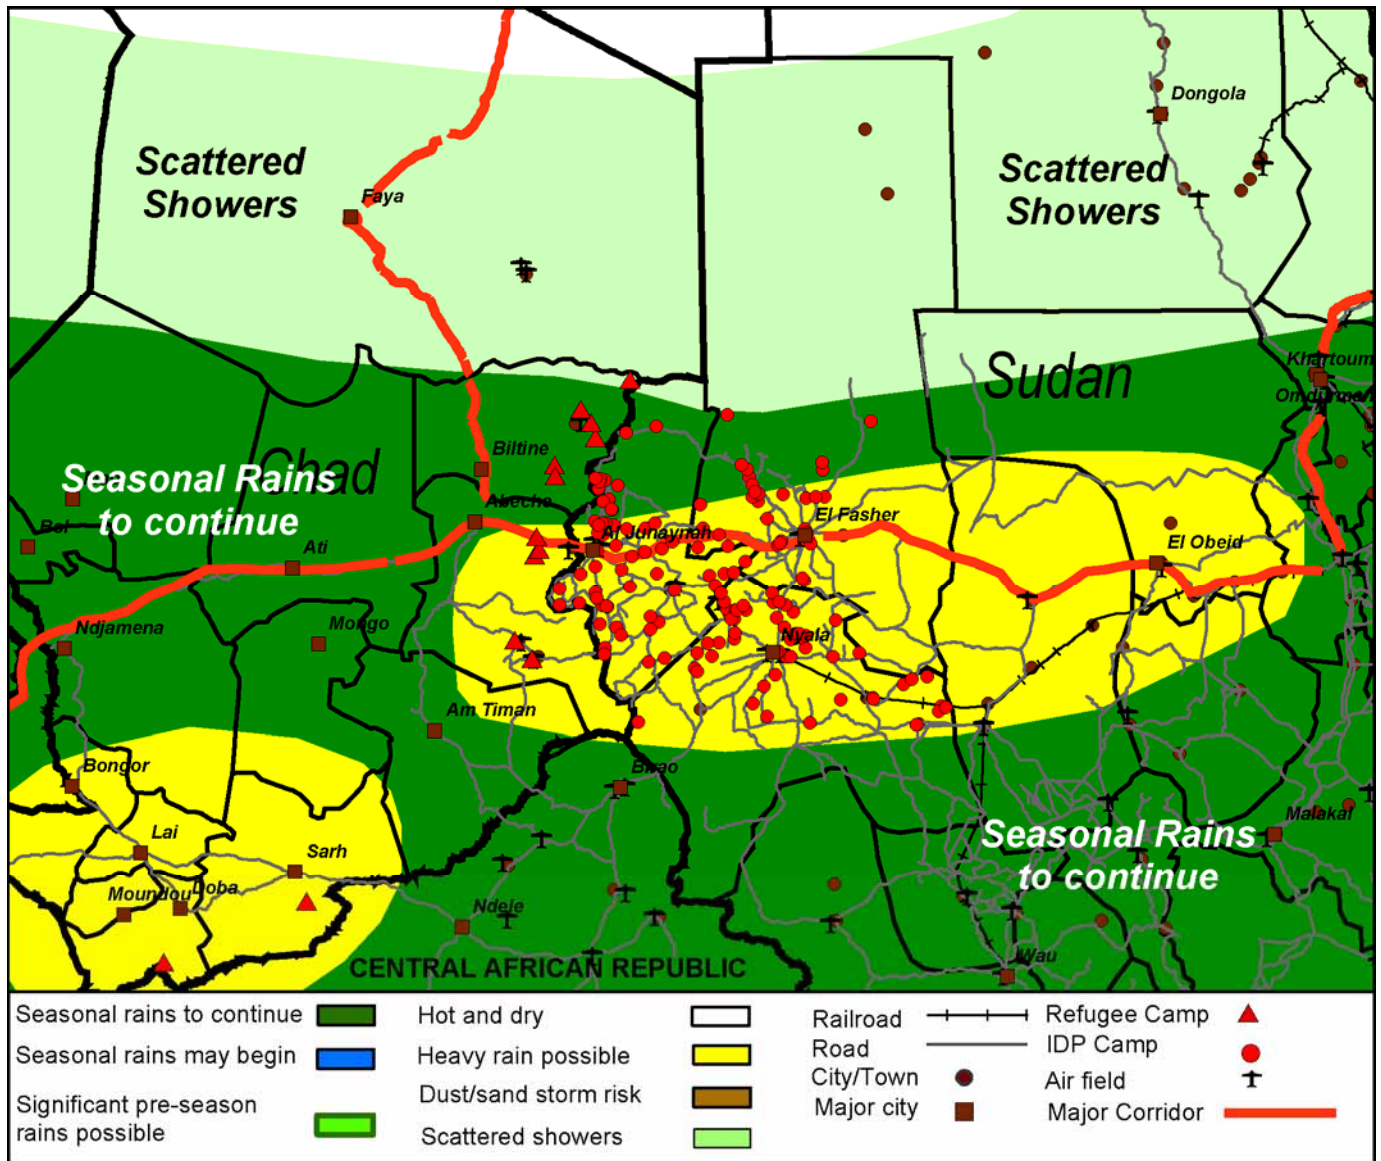 Dongola
Scattered
Showers
Scattered
Showers
Faya
Khartoum
Sudan
Omdurman
Chad
Biltine
Seasonal Rains
to continue
Abeche
Bol
El Fasher
Al Junaynah
El Obeid
Ati
Ndjamena
Mongo
Nyala
Am Timan
Bongor
Birao
Malakal
Seasonal Rains
to continue
Lai
Sarh
Moundou
Doba
Ndele
Wau
CENTRAL AFRICAN REPUBLIC
Seasonal rains to continue
Seasonal rains may begin
Significant pre-season
rains possible
Hot and dry
Heavy rain possible
Dust/sand storm risk
Scattered showers
Railroad
Road
City/Town
Major city
Refugee Camp
IDP Camp
Air field
Major Corridor